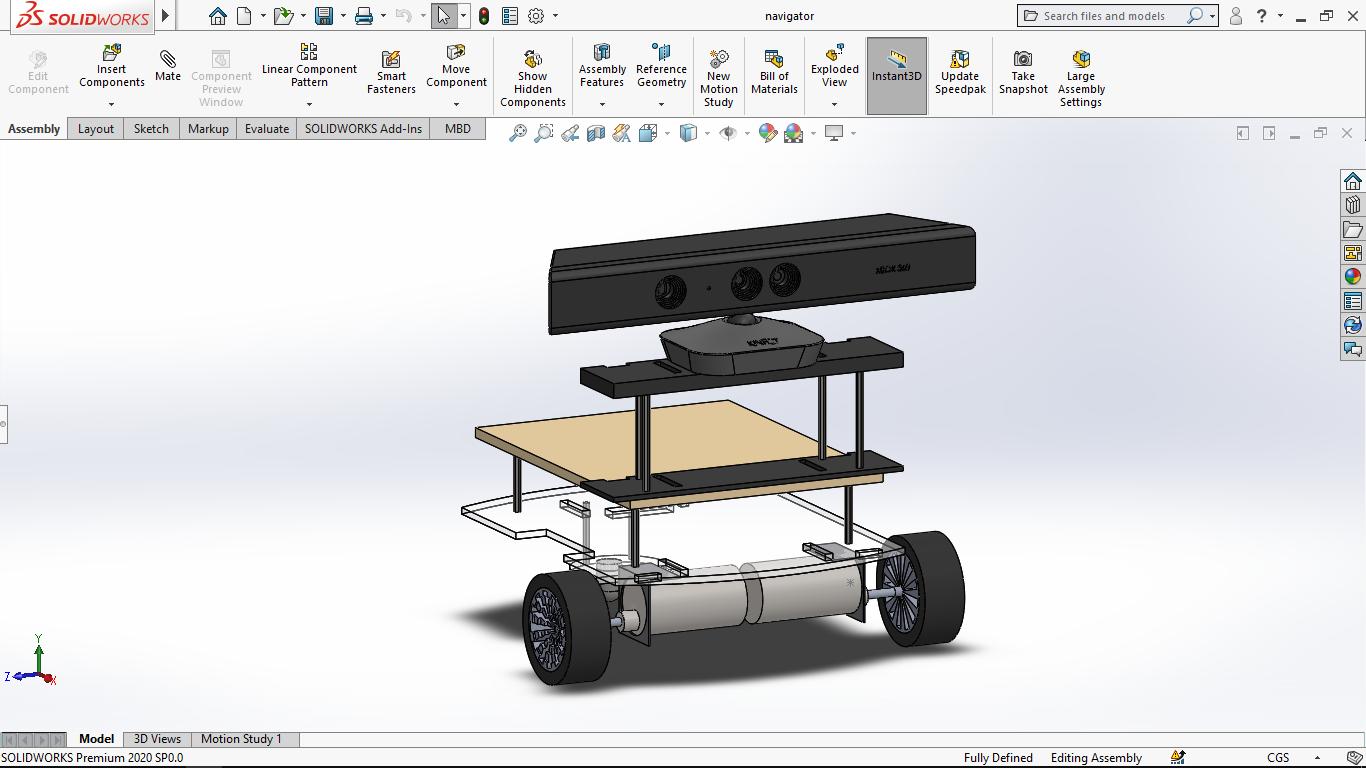 SOLIDWORKS
navigator
Search files and models
?
Edit
Component
Insert
Components
Mate
Component
Preview
Window
Linear Component
Pattern
Smart
Fasteners
Move
Component
Show
Hidden
Components
Assembly
Features
Reference
Geometry
New
Motion
Study
Bill of
Materials
Exploded
View
Instant3D
Update
Speedpak
Take
Snapshot
Large
Assembly
Settings
Assembly Layout Sketch Markup Evaluate SOLIDWORKS Add-Ins MBD
XBOX 360
KINECT
Y
Z
X
Model 3D Views Motion Study 1
SOLIDWORKS Premium 2020 SP0.0 Fully Defined Editing Assembly CGS